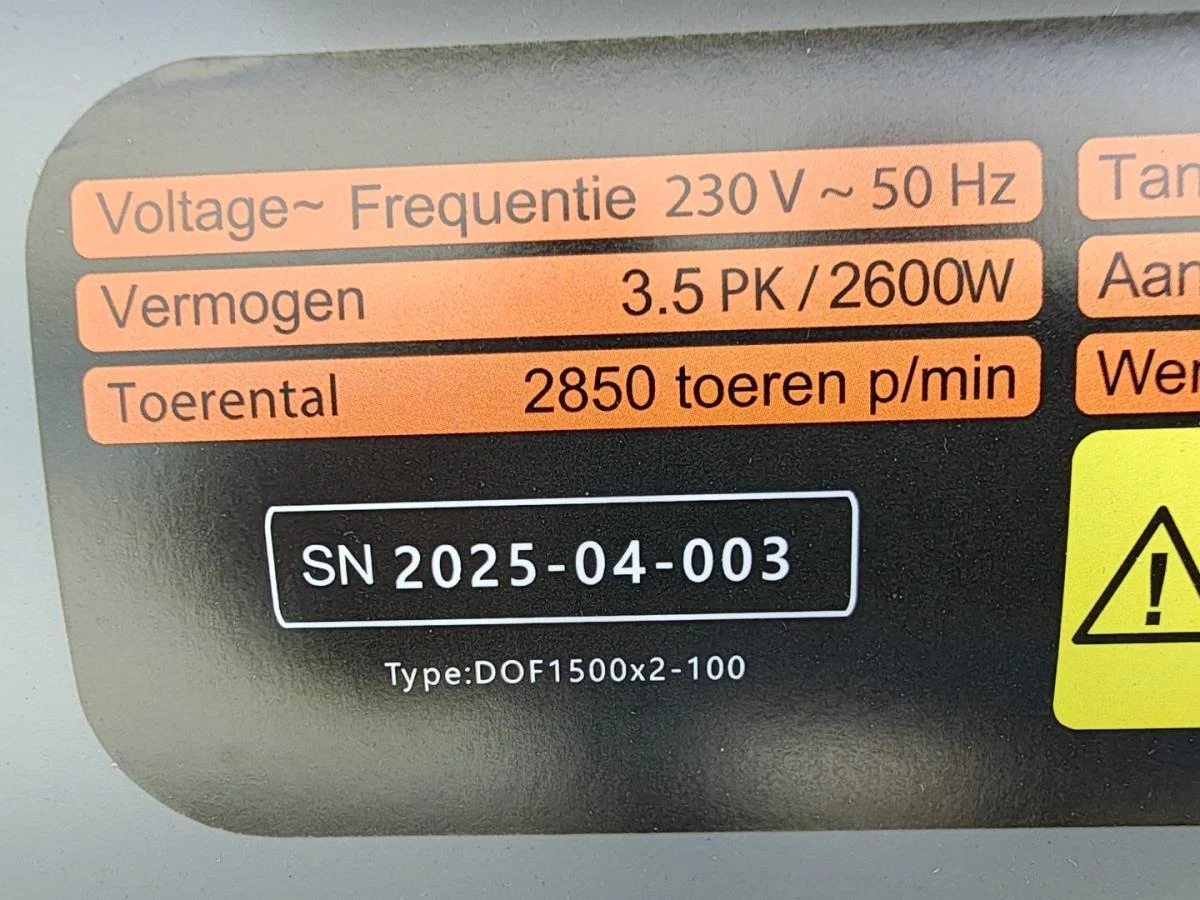 Voltage~ Frequentie 230 V ~ 50 Hz
Vermogen 3.5 PK / 2600W
Toerental 2850 toeren p/min
SN 2025-04-003
Type:DOF1500x2-100